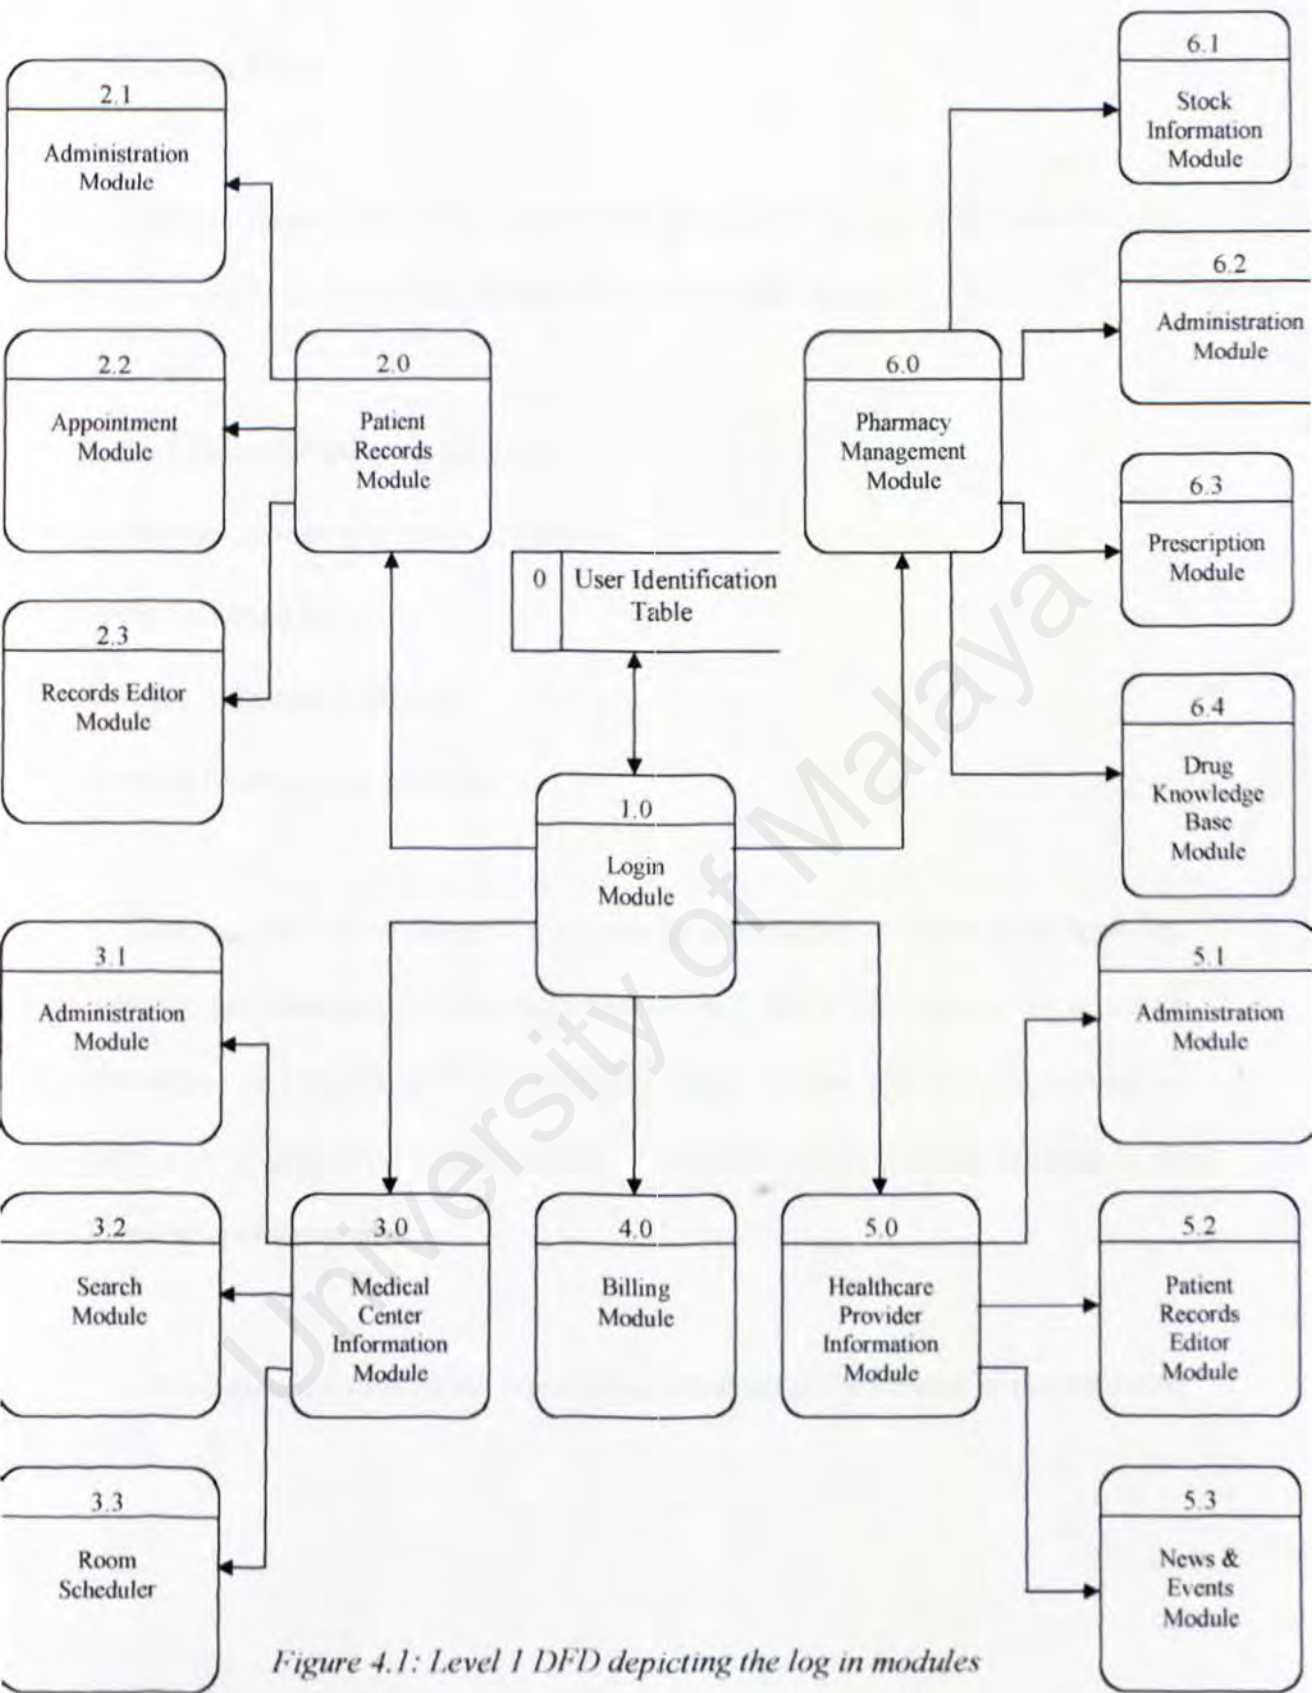 2.1
Administration
Module
2.2
Appointment
Module
2.3
Records Editor
Module
2.0
Patient
Records
Module
0 User Identification
Table
6.0
Pharmacy
Management
Module
6.1
Stock
Information
Module
6.2
Administration
Module
6.3
Prescription
Module
6.4
Drug
Knowledge
Base
Module
1.0
Login
Module
3.1
Administration
Module
3.2
Search
Module
3.3
Room
Scheduler
3.0
Medical
Center
Information
Module
4.0
Billing
Module
5.0
Healthcare
Provider
Information
Module
5.1
Administration
Module
5.2
Patient
Records
Editor
Module
5.3
News &
Events
Module
University of Malaya
Figure 4.1: Level 1 DFD depicting the log in modules